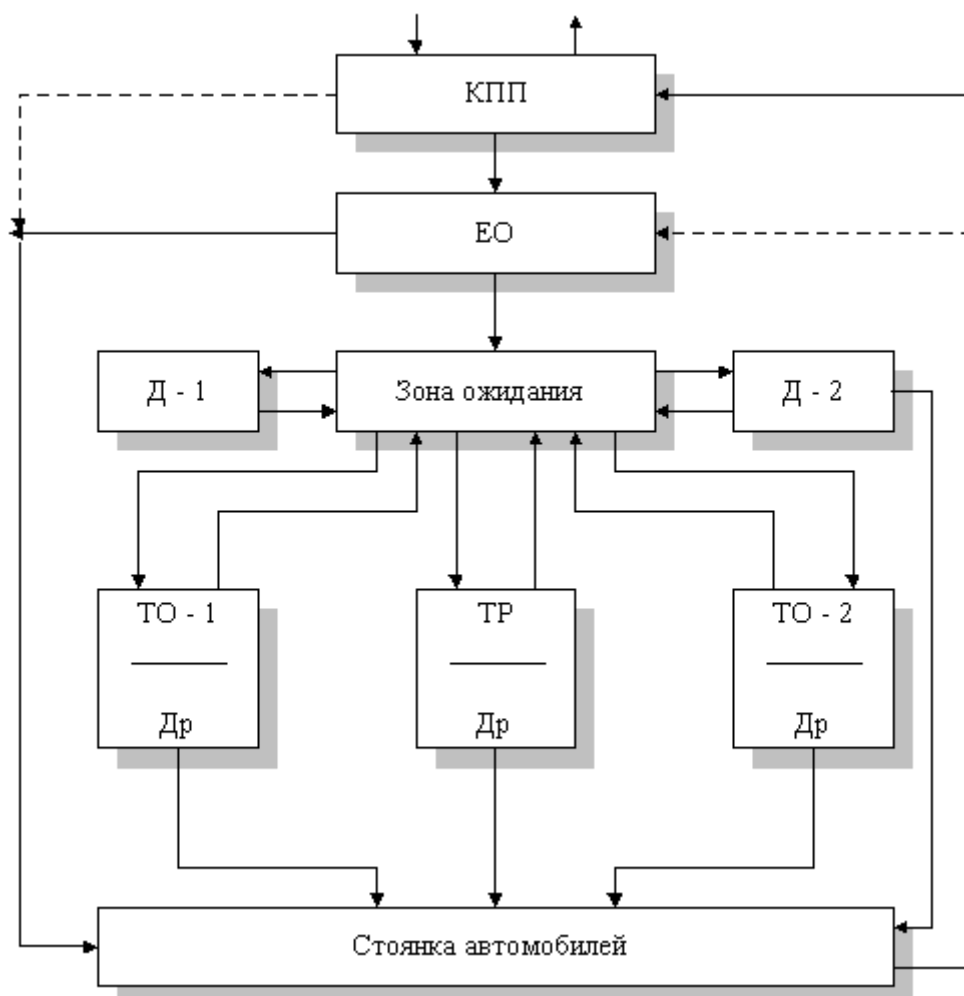 КПП
ЕО
Д - 1
Зона ожидания
Д - 2
ТО - 1
Др
ТР
Др
ТО - 2
Др
Стоянка автомобилей